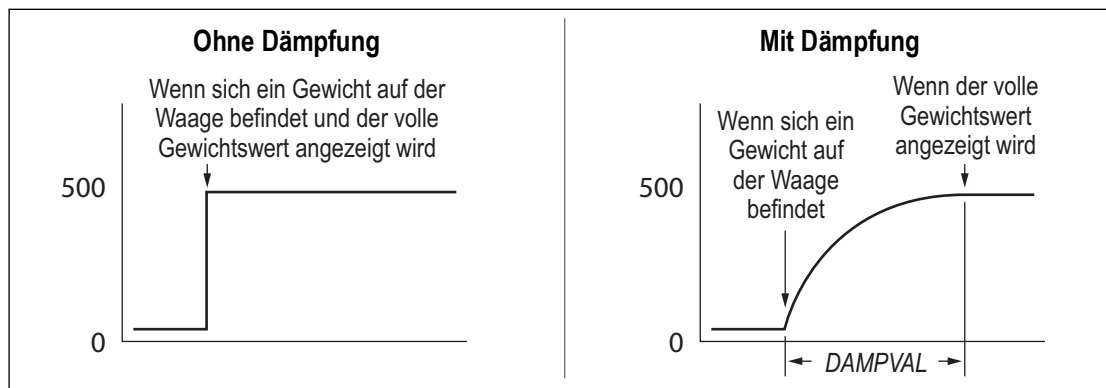 Ohne Dämpfung
Wenn sich ein Gewicht auf der
Waage befindet und der volle
Gewichtswert angezeigt wird
500
0
Mit Dämpfung
Wenn sich ein
Gewicht auf
der Waage
befindet
Wenn der volle
Gewichtswert
angezeigt wird
500
0
DAMPVAL